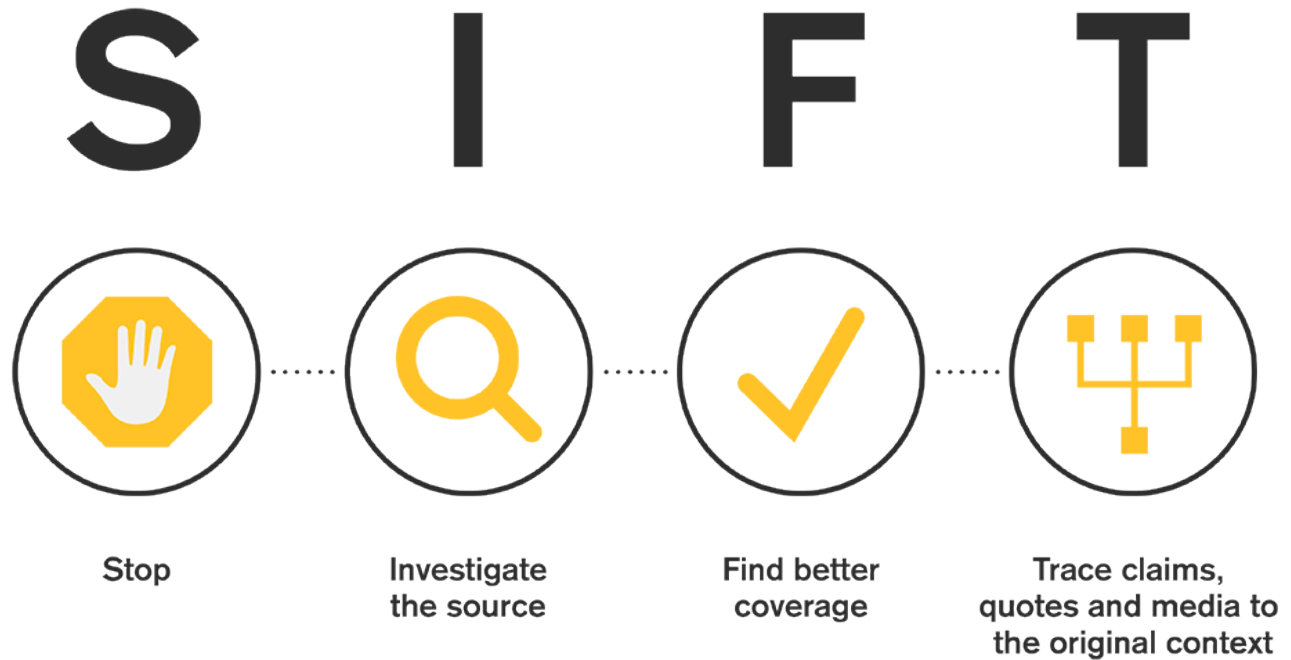 S I F T
Stop
Investigate
the source
Find better
coverage
Trace claims,
quotes and media to
the original context